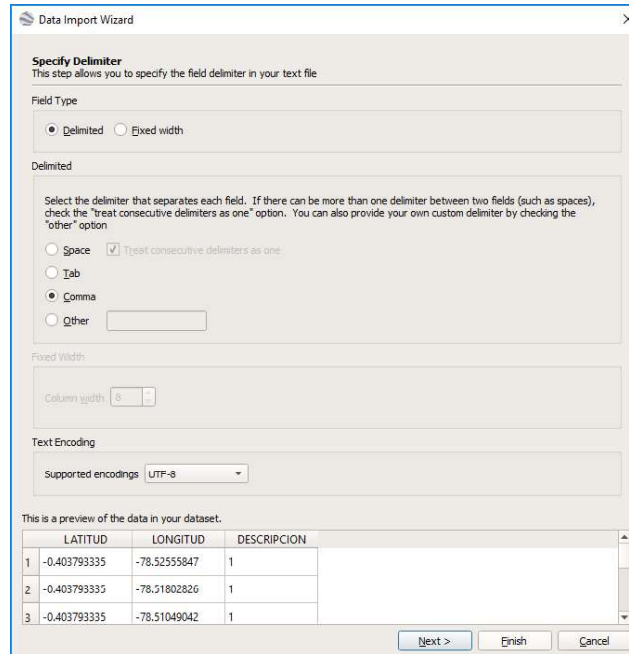 Data Import Wizard
Specify Delimiter
This step allows you to specify the field delimiter in your text file
Field Type
Delimited Fixed width
Delimited
Select the delimiter that separates each field. If there can be more than one delimiter between two fields (such as spaces),
check the "treat consecutive delimiters as one" option. You can also provide your own custom delimiter by checking the
"other" option
Space Treat consecutive delimiters as one
Tab
Comma
Other
Fixed Width
Column width 8
Text Encoding
Supported encodings UTF-8
This is a preview of the data in your dataset.
LATITUD LONGITUD DESCRIPCION
1 -0.403793335 -78.52555847 1
2 -0.403793335 -78.51802826 1
3 -0.403793335 -78.51049042 1
Next > Finish Cancel